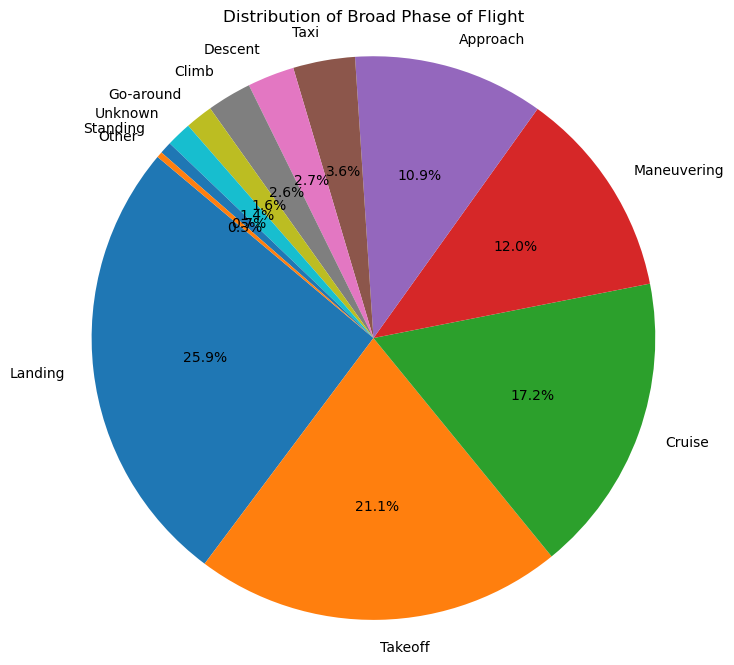 Distribution of Broad Phase of Flight
Taxi
Approach
Descent
Climb
Go-around
Unknown
Standing
Other
Maneuvering
Landing
Cruise
Takeoff
3.6%
10.9%
2.7%
2.6%
1.6%
1.4%
0.7%
0.3%
12.0%
25.9%
17.2%
21.1%